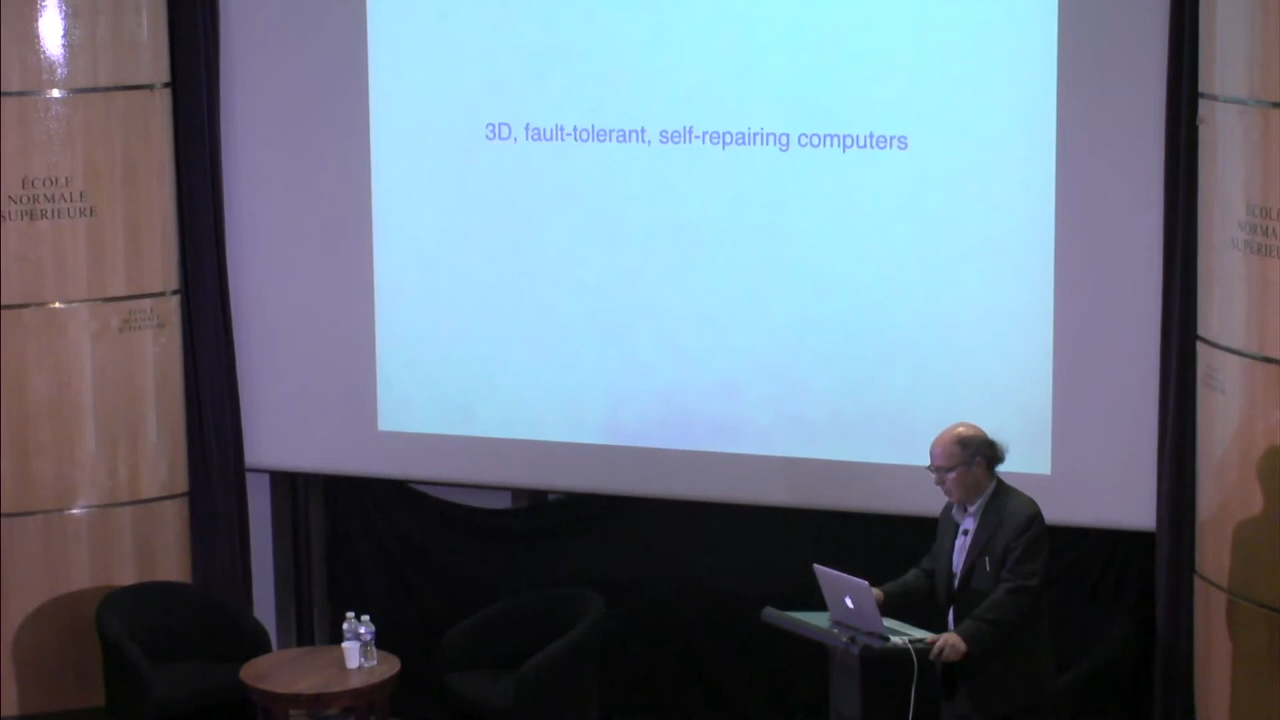 3D, fault-tolerant, self-repairing computers
ÉCOLE
NORMALE
SUPÉRIEURE
ÉCOLE
NORMALE
SUPÉRIEURE